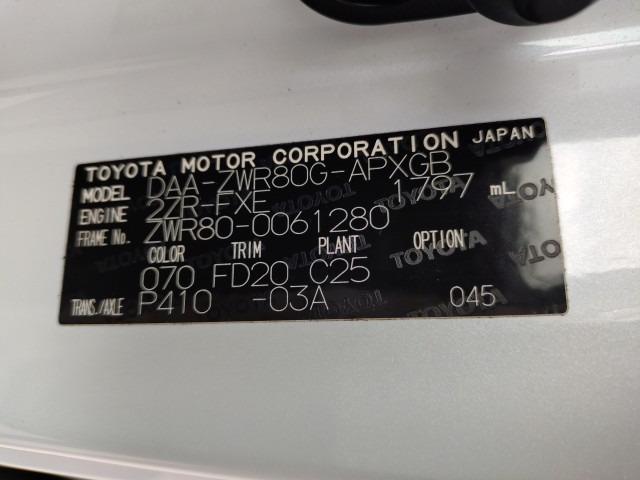 TOYOTA MOTOR CORPORATION JAPAN
MODEL DAA-ZWR80G-APXGB
ENGINE 2ZR-FXE 1797 mL
FRAME No. ZWR80-0061280
COLOR TRIM PLANT OPTION
070 FD20 C25
TRANS./AXLE P410 -03A 045